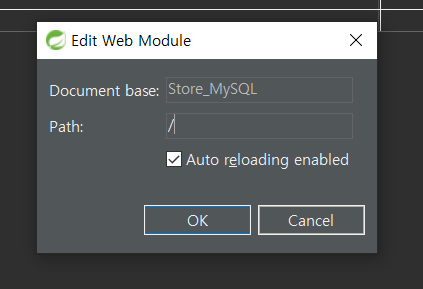 Edit Web Module
Document base: Store_MySQL
Path: /
Auto reloading enabled
OK Cancel